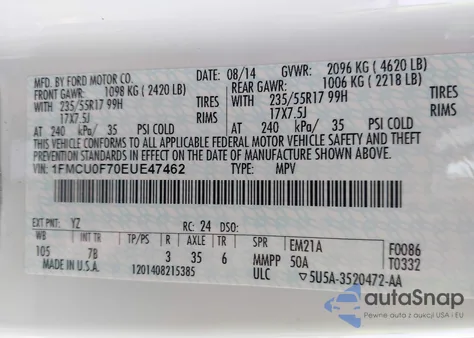 MFD. BY FORD MOTOR CO.
DATE: 08/14 GVWR: 2096 KG ( 4620 LB)
FRONT GAWR: 1098 KG ( 2420 LB) REAR GAWR: 1006 KG ( 2218 LB)
WITH 235/55R17 99H TIRES WITH 235/55R17 99H TIRES
17X7.5J RIMS 17X7.5J RIMS
AT 240 kPa/ 35 PSI COLD AT 240 kPa/ 35 PSI COLD
THIS VEHICLE CONFORMS TO ALL APPLICABLE FEDERAL MOTOR VEHICLE SAFETY AND THEFT
PREVENTION STANDARDS IN EFFECT ON THE DATE OF MANUFACTURE SHOWN ABOVE.
VIN: 1FMCU0F70EUE47462 TYPE: MPV
EXT PNT: YZ RC: 24 DSO:
WB INT TR TP/PS R AXLE TR SPR EM21A F0086
105 7B 3 35 6 MMPP 50A T0332
MADE IN U.S.A. 1201408215385 ULC 5U5A-3520472-AA
autoSnap
Pewne auta z aukcji USA i EU